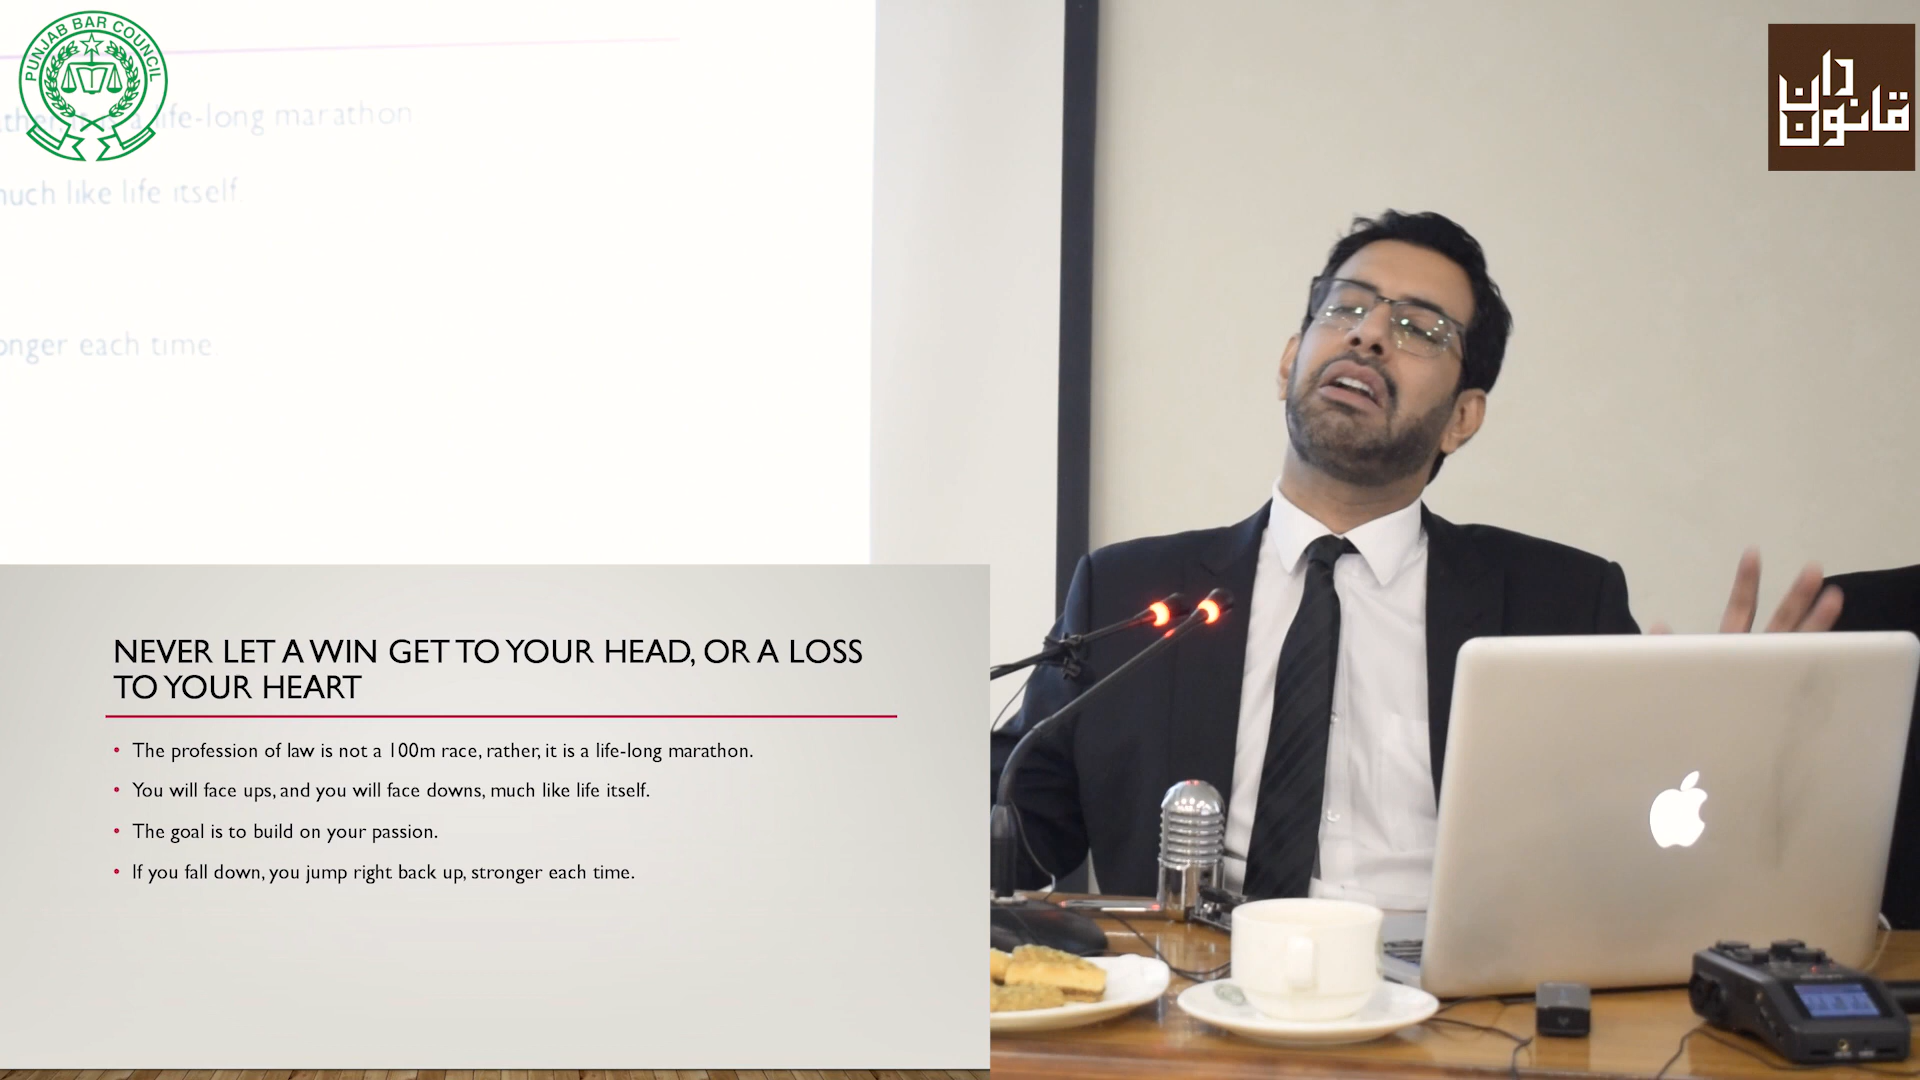 PUNJAB BAR COUNCIL
life-long marathon
much like life itself.
onger each time
قانون دان
NEVER LET A WIN GET TO YOUR HEAD, OR A LOSS
TO YOUR HEART
• The profession of law is not a 100m race, rather, it is a life-long marathon.
• You will face ups, and you will face downs, much like life itself.
• The goal is to build on your passion.
• If you fall down, you jump right back up, stronger each time.